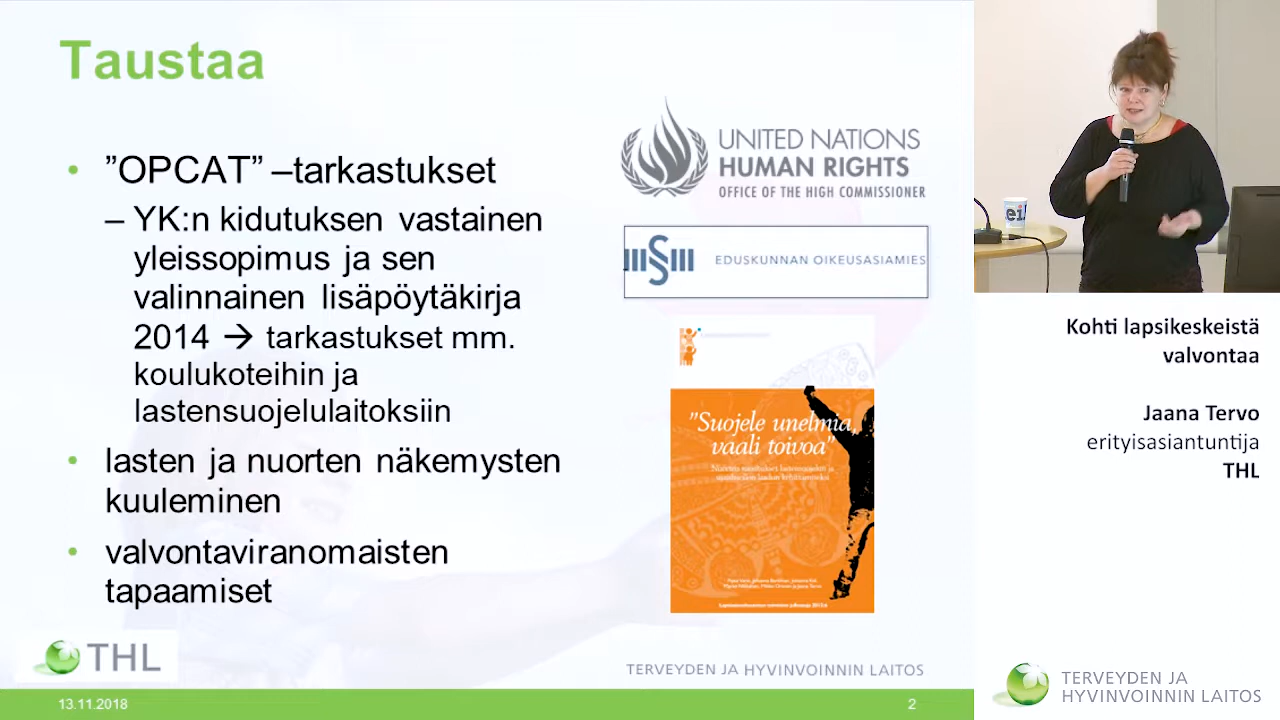 Taustaa
”OPCAT” –tarkastukset
– YK:n kidutuksen vastainen
yleissopimus ja sen
valinnainen lisäpöytäkirja
2014 → tarkastukset mm.
koulukoteihin ja
lastensuojelulaitoksiin
lasten ja nuorten näkemysten
kuuleminen
valvontaviranomaisten
tapaamiset
UNITED NATIONS
HUMAN RIGHTS
OFFICE OF THE HIGH COMMISSIONER
EDUSKUNNAN OIKEUSASIAMIES
”Suojele unelmia,
vaali toivoa”
THL
TERVEYDEN JA HYVINVOINNIN LAITOS
13.11.2018
2
ei
Kohti lapsikeskeistä
valvontaa
Jaana Tervo
erityisasiantuntija
THL
TERVEYDEN JA
HYVINVOINNIN LAITOS